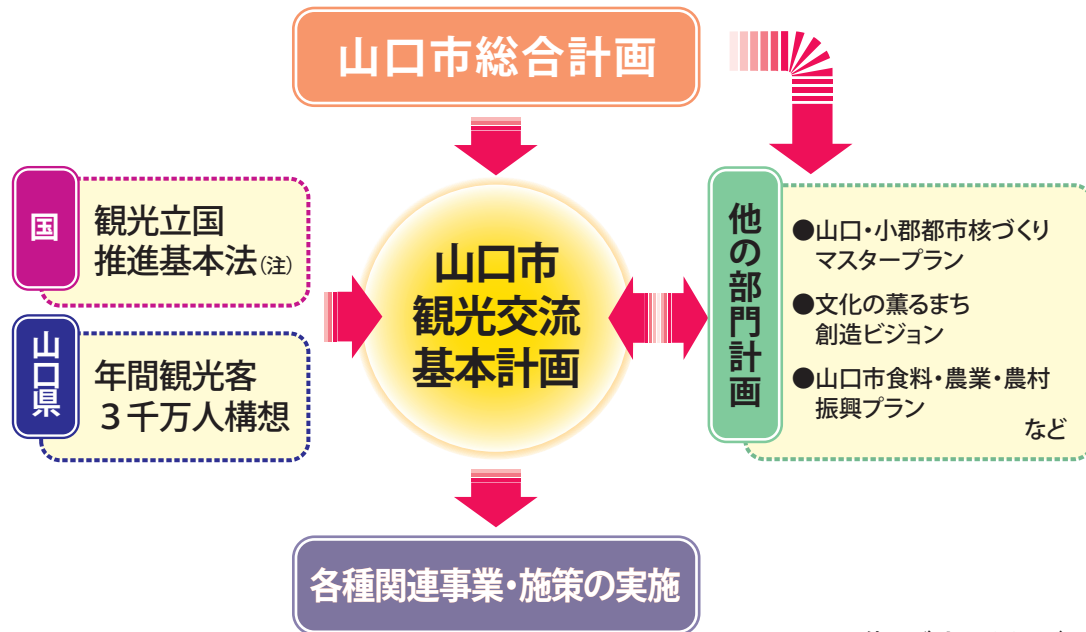 山口市総合計画
国
観光立国
推進基本法(注)
山口県
年間観光客
3千万人構想
山口市
観光交流
基本計画
他の部門計画
●山口・小郡都市核づくり
マスタープラン
●文化の薫るまち
創造ビジョン
●山口市食料・農業・農村
振興プラン
など
各種関連事業・施策の実施